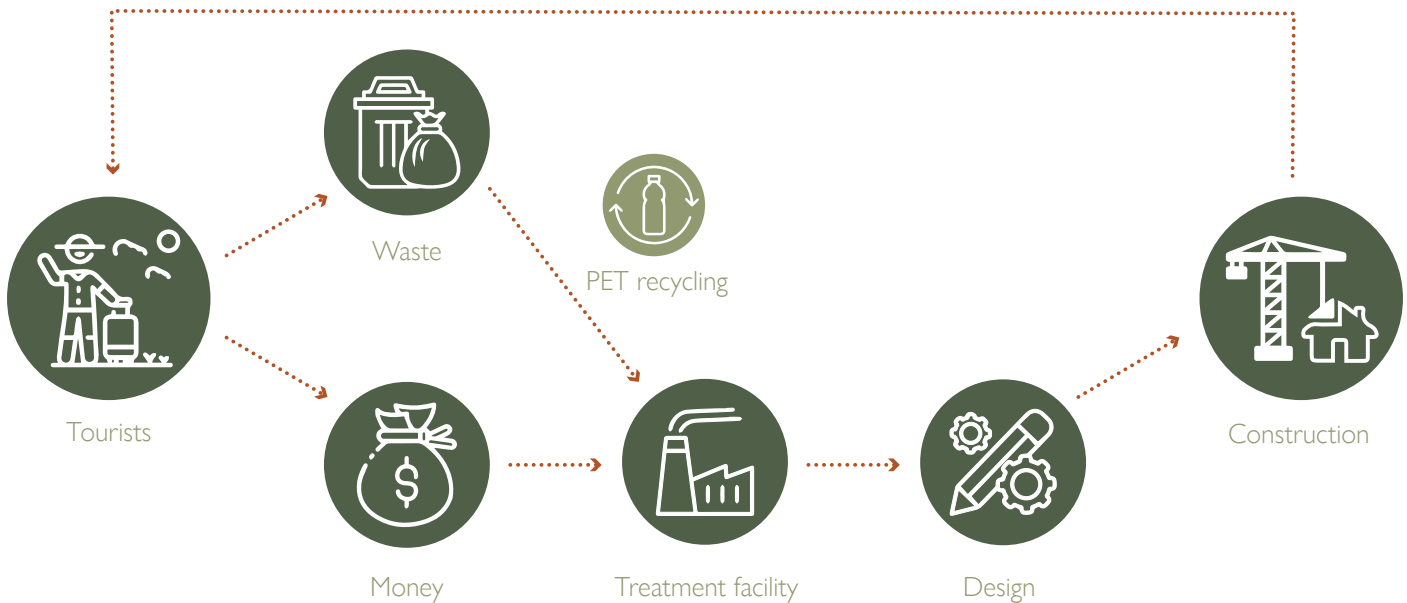 Waste
PET recycling
Tourists
Construction
$
Money
Treatment facility
Design